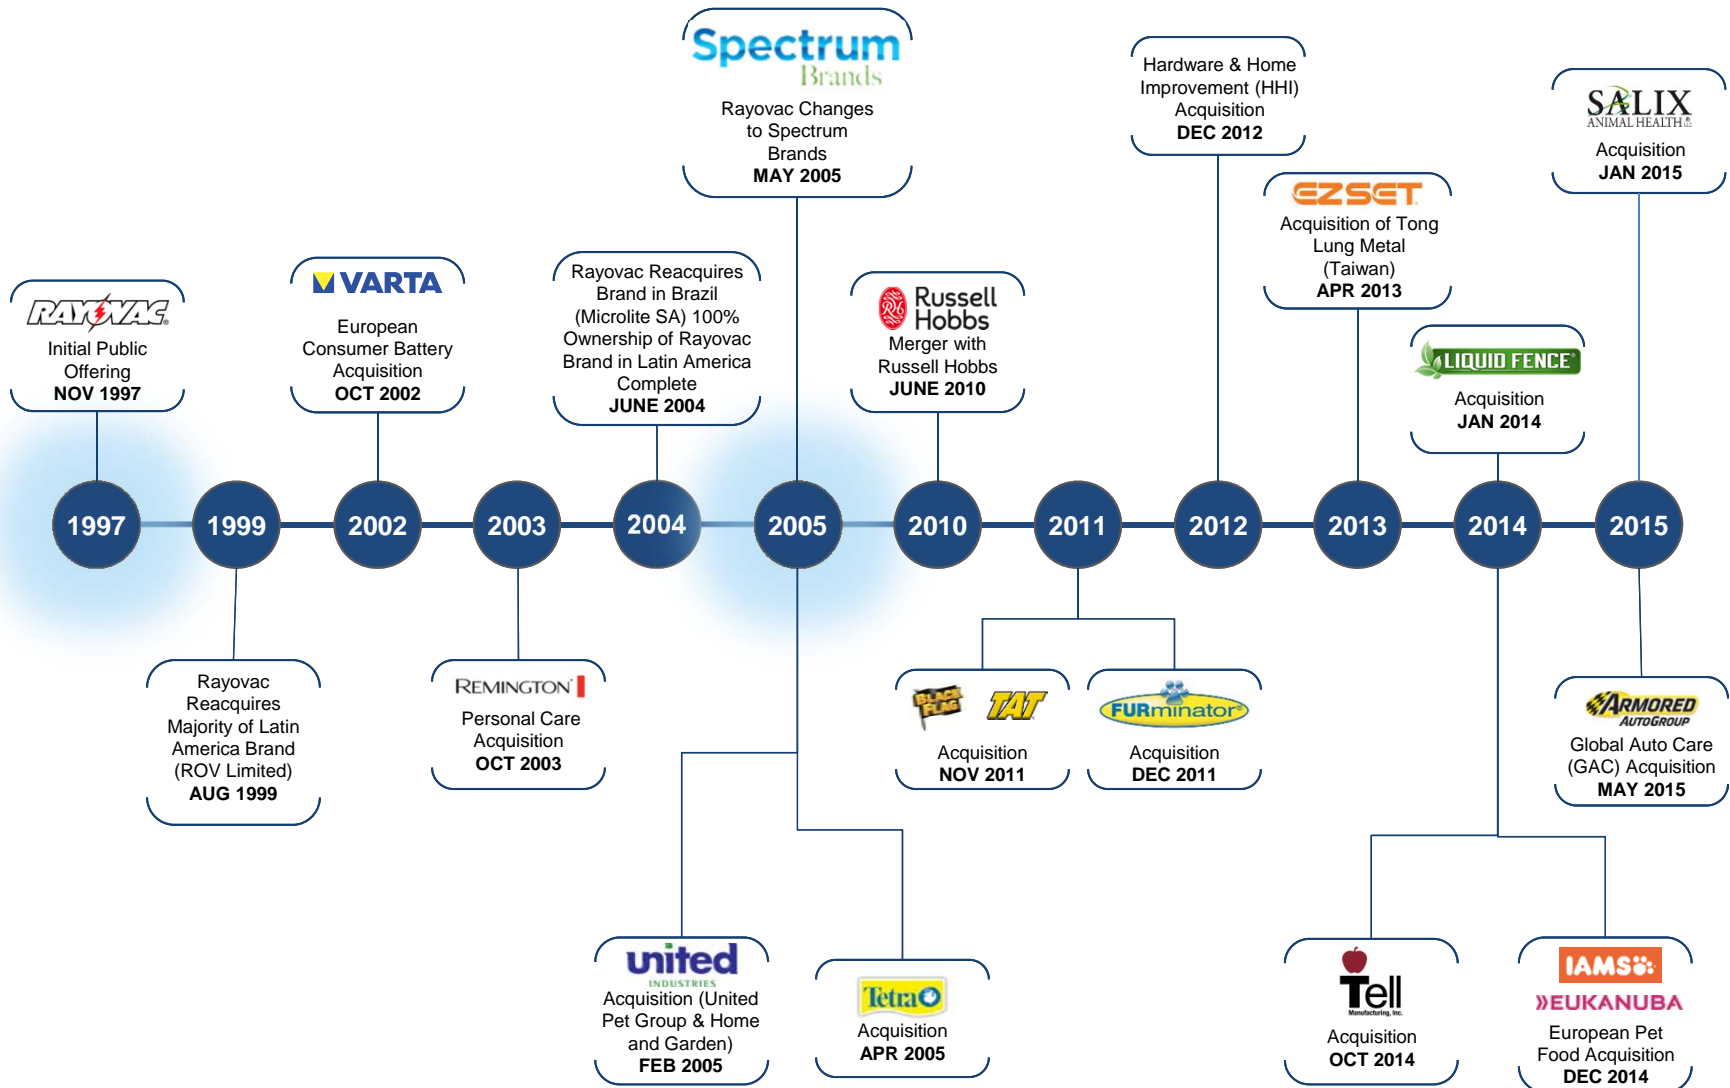 Spectrum
Brands
Rayovac Changes
to Spectrum
Brands
MAY 2005
Hardware & Home
Improvement (HHI)
Acquisition
DEC 2012
SALIX
ANIMAL HEALTH
Acquisition
JAN 2015
EZSET
Acquisition of Tong
Lung Metal
(Taiwan)
APR 2013
RAYOVAC
Initial Public
Offering
NOV 1997
VARTA
European
Consumer Battery
Acquisition
OCT 2002
Rayovac Reacquires
Brand in Brazil
(Microlite SA) 100%
Ownership of Rayovac
Brand in Latin America
Complete
JUNE 2004
RH
Russell
Hobbs
Merger with
Russell Hobbs
JUNE 2010
LIQUID FENCE®
Acquisition
JAN 2014
1997
1999
2002
2003
2004
2005
2010
2011
2012
2013
2014
2015
Rayovac
Reacquires
Majority of Latin
America Brand
(ROV Limited)
AUG 1999
REMINGTON
Personal Care
Acquisition
OCT 2003
BLACK
FLAG
TAT
Acquisition
NOV 2011
FURminator®
Acquisition
DEC 2011
ARMORED
AUTOGROUP
Global Auto Care
(GAC) Acquisition
MAY 2015
united
INDUSTRIES
Acquisition (United
Pet Group & Home
and Garden)
FEB 2005
Tetra
Acquisition
APR 2005
Tell
Manufacturing, Inc.
Acquisition
OCT 2014
IAMS
»EUKANUBA
European Pet
Food Acquisition
DEC 2014